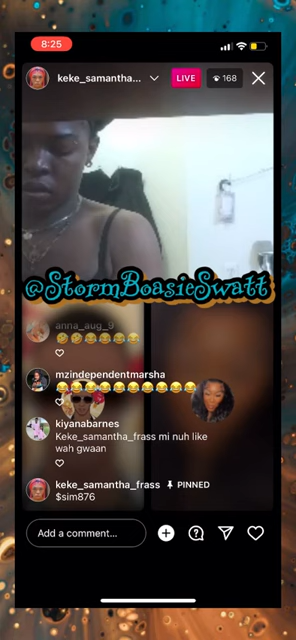 8:25
keke_samantha...
LIVE
168
@StormBoasieSwatt
anna_aug_9
🤣🤣😂😂😂😂
mzindependentmarsha
😂😂😂😂😂😂😂😂😂😂
kiyanabarnes
Keke_samantha_frass mi nuh like
wah gwaan
keke_samantha_frass PINNED
$sim876
Add a comment...